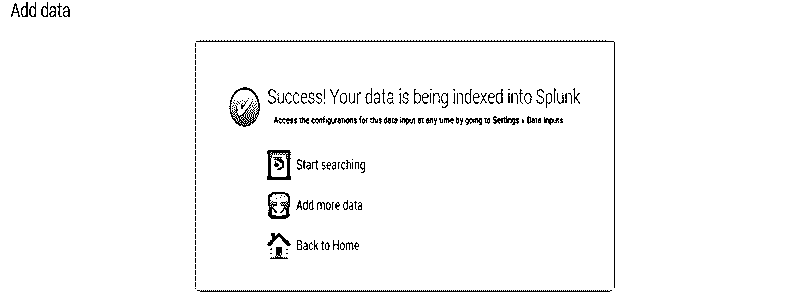 Add data
Success! Your data is being indexed into Splunk
Access the configurations for this data input at any time by going to Settings » Data inputs
Start searching
Add more data
Back to Home